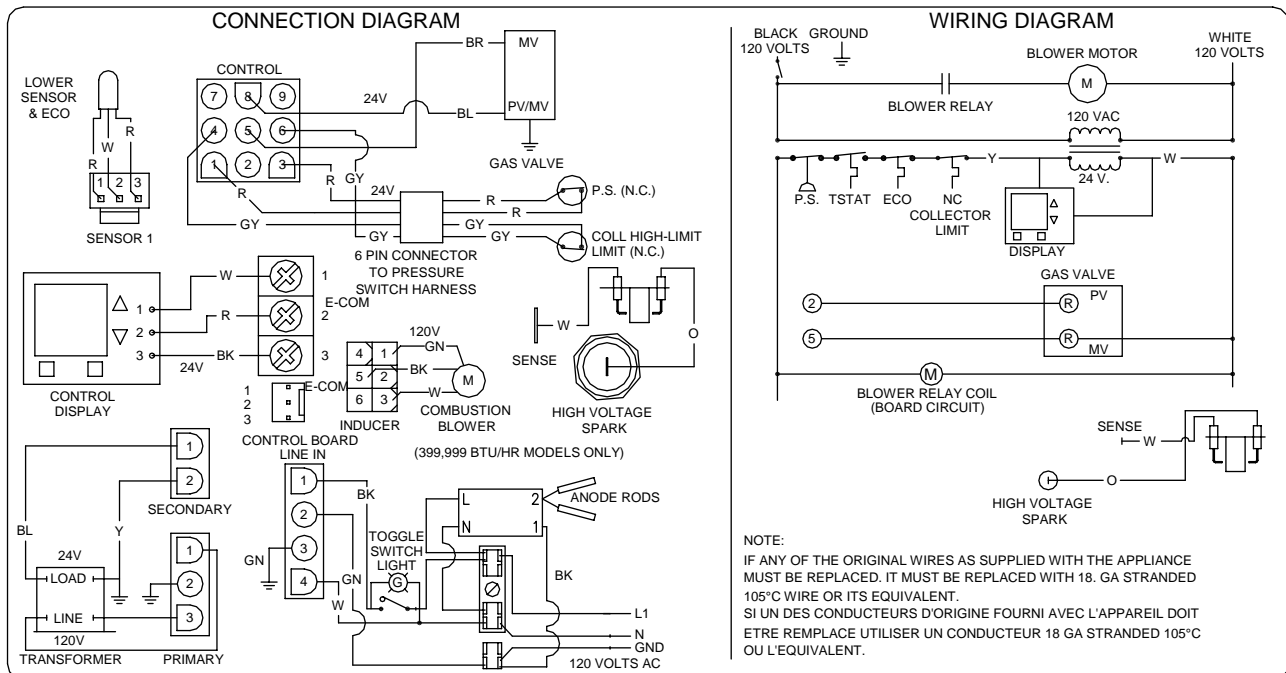 CONNECTION DIAGRAM
LOWER
SENSOR
& ECO
R
W
R
1 2 3
SENSOR 1
CONTROL
7 8 9
4 5 6
1 2 3
BR
MV
24V
BL
PV/MV
GAS VALVE
GY
GY
R
R
24V
GY
GY
R
R
GY
GY
P.S. (N.C.)
COLL HIGH-LIMIT
LIMIT (N.C.)
6 PIN CONNECTOR
TO PRESSURE
SWITCH HARNESS
1
2
3
W
R
BK
24V
CONTROL
DISPLAY
1
E-COM
2
3
E-COM
1
2
3
CONTROL BOARD
LINE IN
4 1
5 2
6 3
INDUCER
120V
GN
BK
W
M
COMBUSTION
BLOWER
(399,999 BTU/HR MODELS ONLY)
W
SENSE
O
HIGH VOLTAGE
SPARK
1
2
SECONDARY
BL
Y
24V
LOAD
LINE
120V
TRANSFORMER
1
2
3
PRIMARY
1
2
3
4
GN
BK
GN
W
TOGGLE
SWITCH
LIGHT
G
L 2
N 1
ANODE RODS
BK
L1
N
GND
120 VOLTS AC
WIRING DIAGRAM
BLACK
120 VOLTS
GROUND
WHITE
120 VOLTS
BLOWER MOTOR
M
BLOWER RELAY
120 VAC
Y
W
24 V.
P.S.
TSTAT
ECO
NC
COLLECTOR
LIMIT
DISPLAY
GAS VALVE
2
R
PV
5
R
MV
M
BLOWER RELAY COIL
(BOARD CIRCUIT)
SENSE
W
O
HIGH VOLTAGE
SPARK
NOTE:
IF ANY OF THE ORIGINAL WIRES AS SUPPLIED WITH THE APPLIANCE
MUST BE REPLACED. IT MUST BE REPLACED WITH 18. GA STRANDED
105°C WIRE OR ITS EQUIVALENT.
SI UN DES CONDUCTEURS D'ORIGINE FOURNI AVEC L'APPAREIL DOIT
ETRE REMPLACE UTILISER UN CONDUCTEUR 18 GA STRANDED 105°C
OU L'EQUIVALENT.